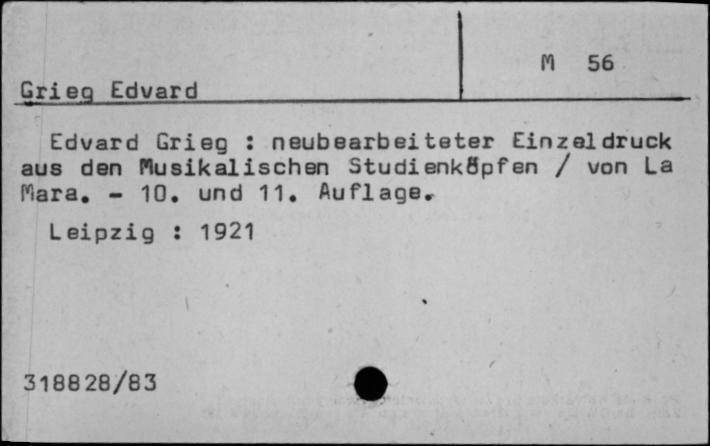 M 56
Grieg Edvard
Edvard Grieg : neubearbeiteter Einzeldruck
aus den Musikalischen Studienköpfen / von La
Mara. - 10. und 11. Auflage.
Leipzig : 1921
318828/83